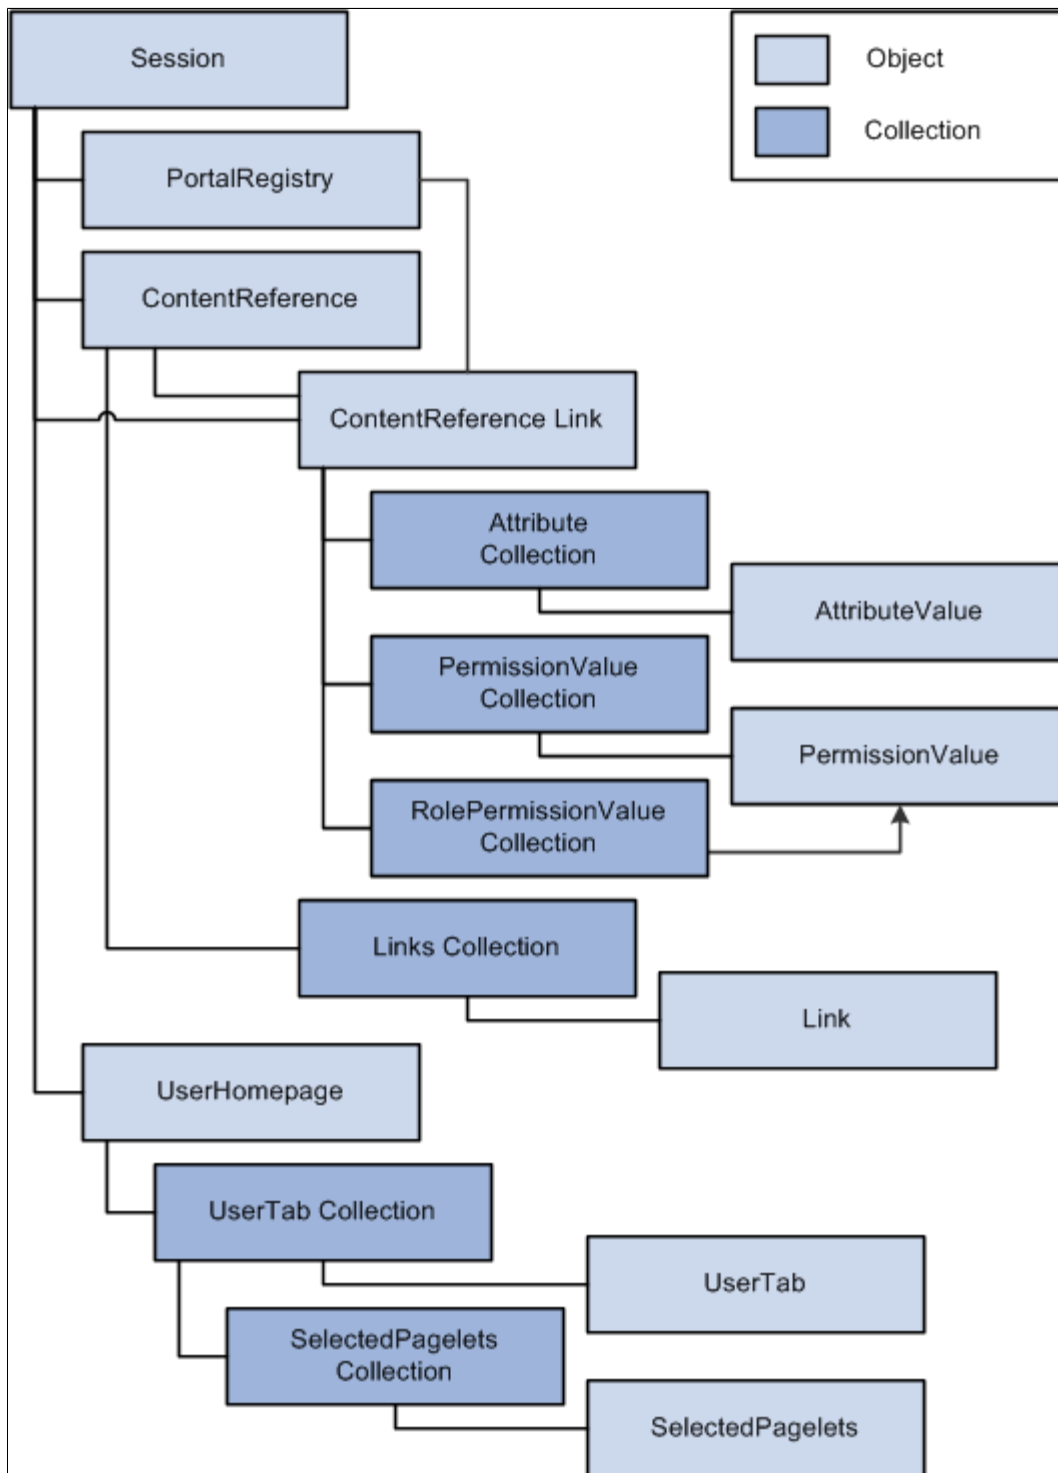 Session
Object
Collection
PortalRegistry
ContentReference
ContentReference Link
Attribute
Collection
AttributeValue
PermissionValue
Collection
PermissionValue
RolePermissionValue
Collection
Links Collection
Link
UserHomepage
UserTab Collection
UserTab
SelectedPagelets
Collection
SelectedPagelets